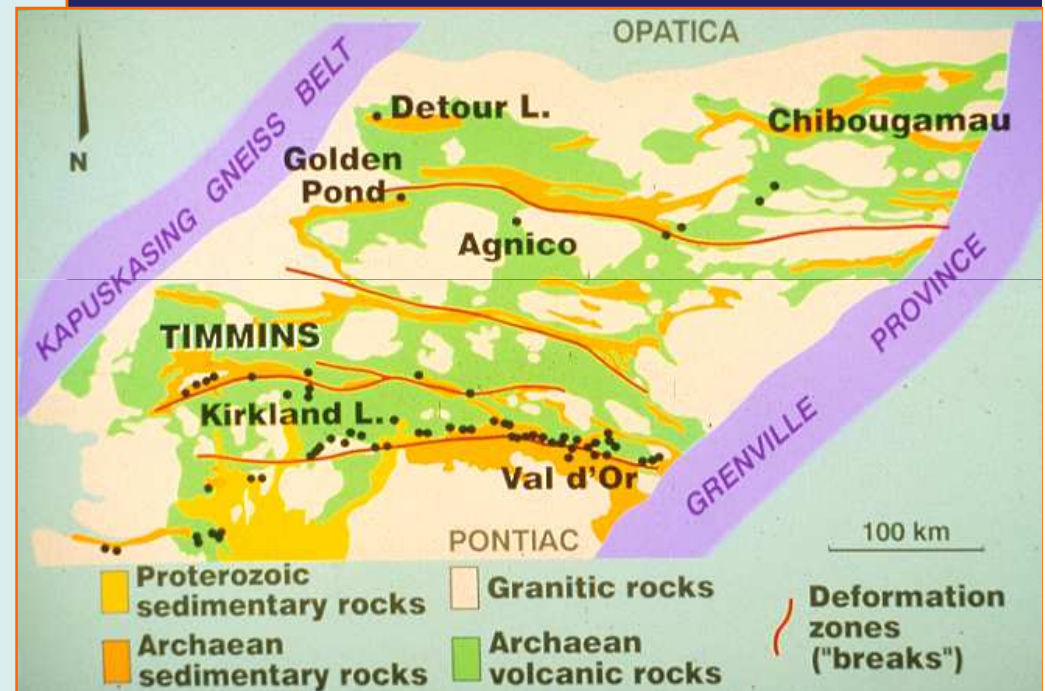 OPATICA
KAPUSKASING GNEISS BELT
N
Detour L.
Chibougamau
Golden
Pond
Agnico
TIMMINS
Kirkland L.
Val d'Or
GRENVILLE PROVINCE
PONTIAC
100 km
Proterozoic
sedimentary rocks
Granitic rocks
Archaean
sedimentary rocks
Archaean
volcanic rocks
Deformation
zones
("breaks")